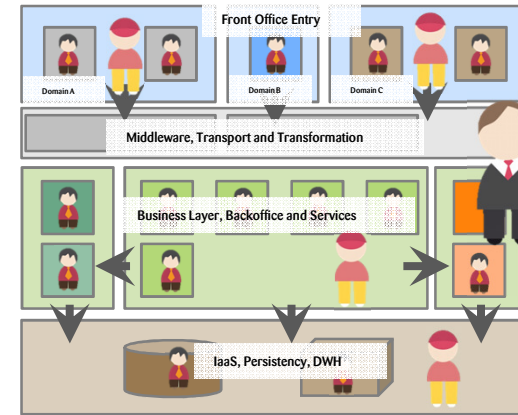 Front Office Entry
Domain A
Domain B
Domain C
Middleware, Transport and Transformation
Business Layer, Backoffice and Services
IaaS, Persistency, DWH